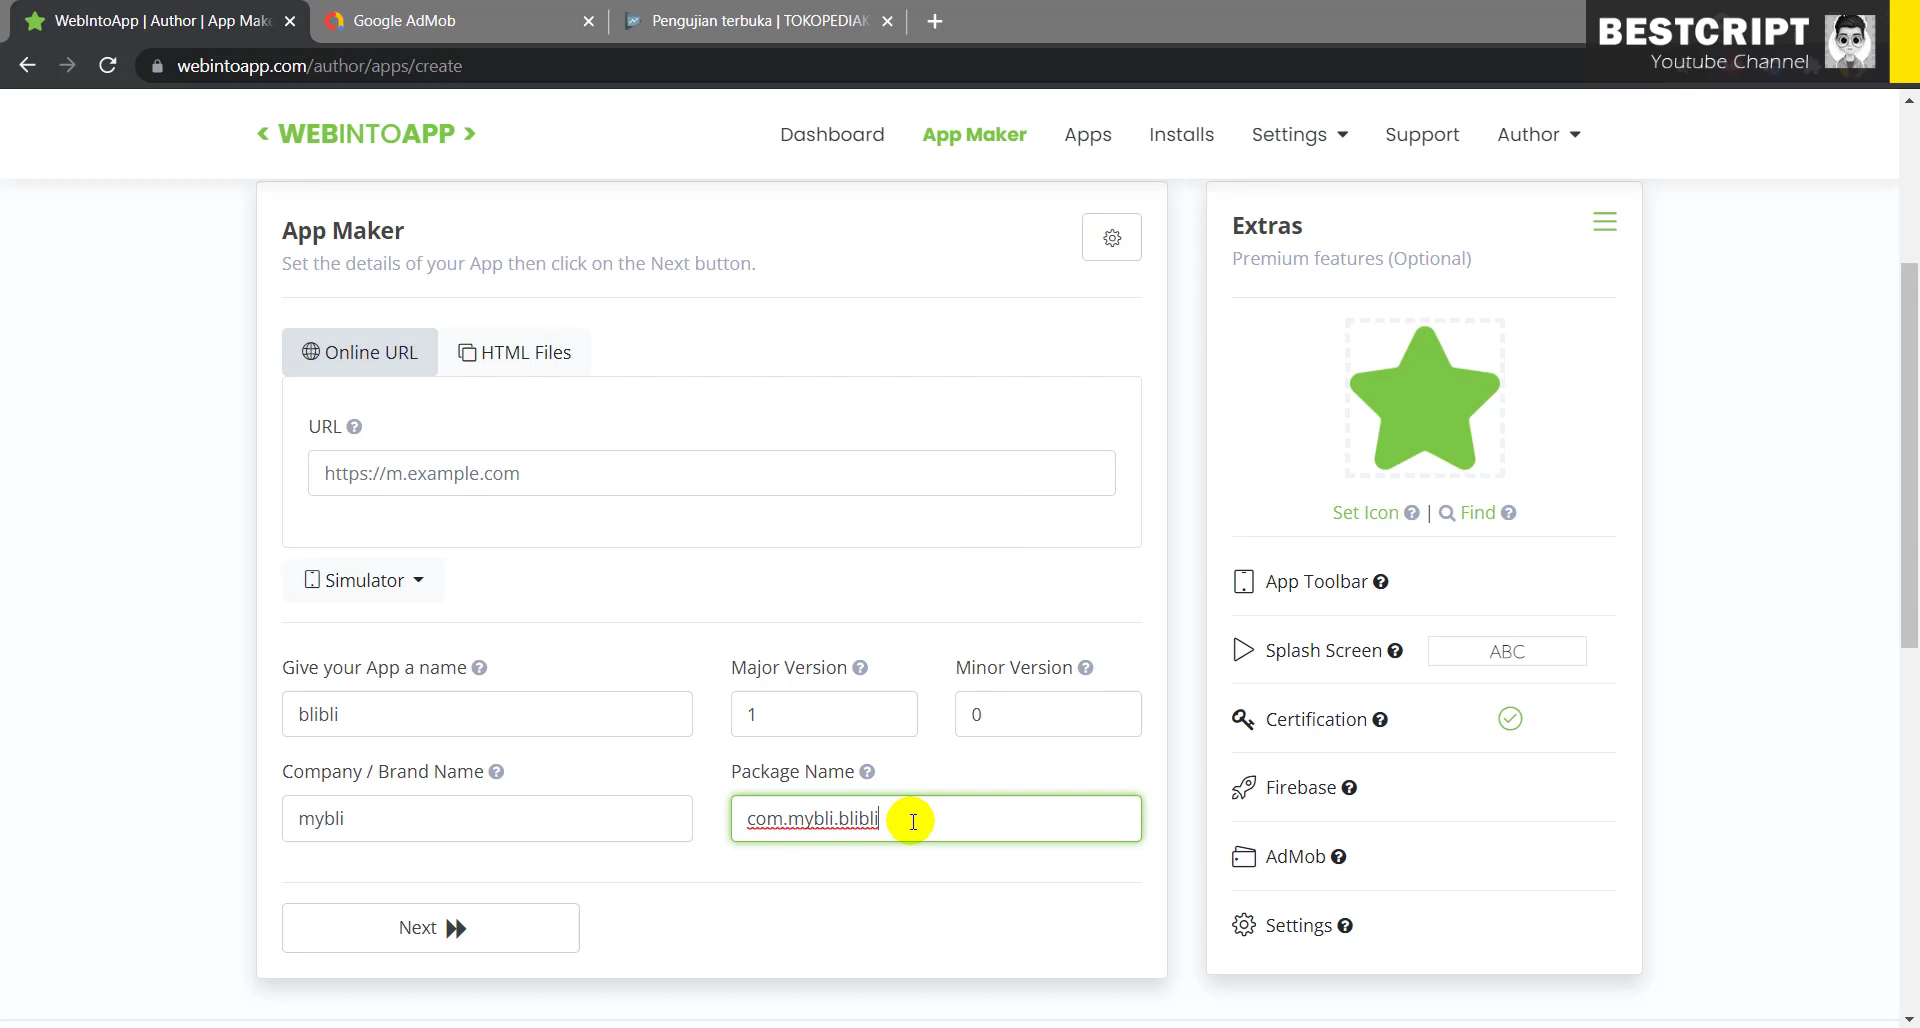 WebIntoApp | Author | App Make
Google AdMob
Pengujian terbuka | TOKOPEDIAK
BESTCRIPT
Youtube Channel
webintoapp.com/author/apps/create
< WEBINTOAPP >
Dashboard
App Maker
Apps
Installs
Settings
Support
Author
App Maker
Set the details of your App then click on the Next button.
Online URL
HTML Files
URL
https://m.example.com
Simulator
Give your App a name
Major Version
Minor Version
blibli
1
0
Company / Brand Name
Package Name
mybli
com.mybli.blibli
Next
Extras
Premium features (Optional)
Set Icon | Find
App Toolbar
Splash Screen
ABC
Certification
Firebase
AdMob
Settings